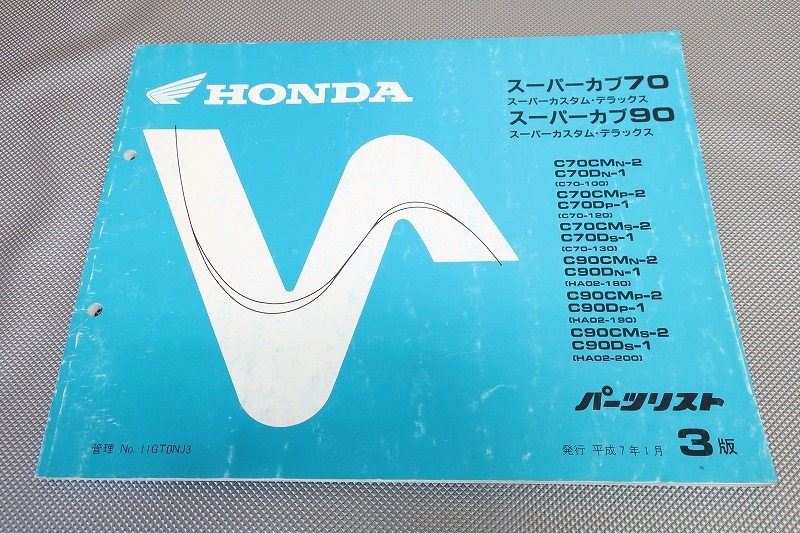 HONDA
スーパーカブ70
スーパーカスタム・デラックス
スーパーカブ90
スーパーカスタム・デラックス
C70CMN-2
C70DN-1
(C70-100)
C70CMP-2
C70DP-1
(C70-120)
C70CMS-2
C70DS-1
(C70-130)
C90CMN-2
C90DN-1
(HA02-180)
C90CMP-2
C90DP-1
(HA02-190)
C90CMS-2
C90DS-1
(HA02-200)
パーツリスト
管理 No. 11GT0NJ3
発行 平成7年1月 3版